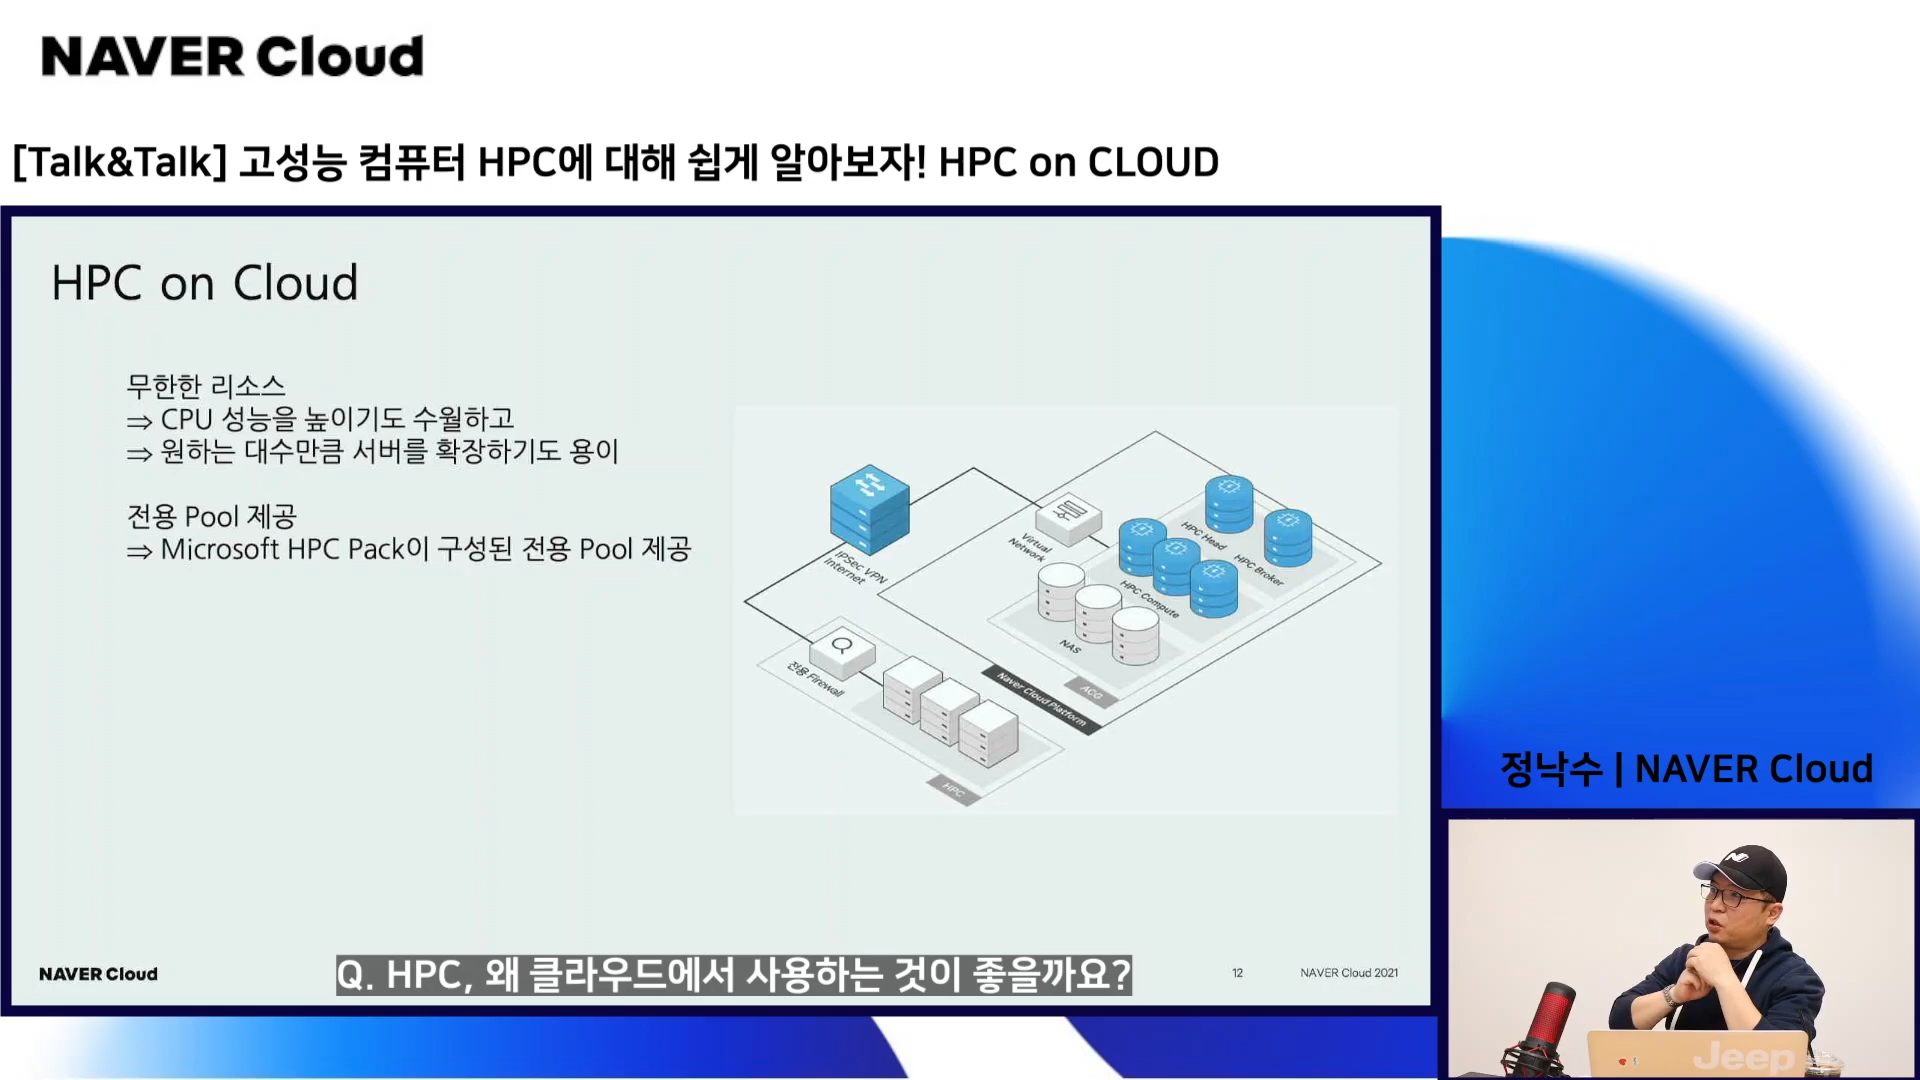 NAVER Cloud
[Talk&Talk] 고성능 컴퓨터 HPC에 대해 쉽게 알아보자! HPC on CLOUD
HPC on Cloud
무한한 리소스
⇒ CPU 성능을 높이기도 수월하고
⇒ 원하는 대수만큼 서버를 확장하기도 용이
전용 Pool 제공
⇒ Microsoft HPC Pack이 구성된 전용 Pool 제공
IPSec VPN
Internet
Virtual
Network
HPC Head
HPC Broker
HPC Compute
NAS
ACG
Naver Cloud Platform
전용 Firewall
HPC
정낙수 | NAVER Cloud
NAVER Cloud
Q. HPC, 왜 클라우드에서 사용하는 것이 좋을까요?
12
NAVER Cloud 2021
Jeep